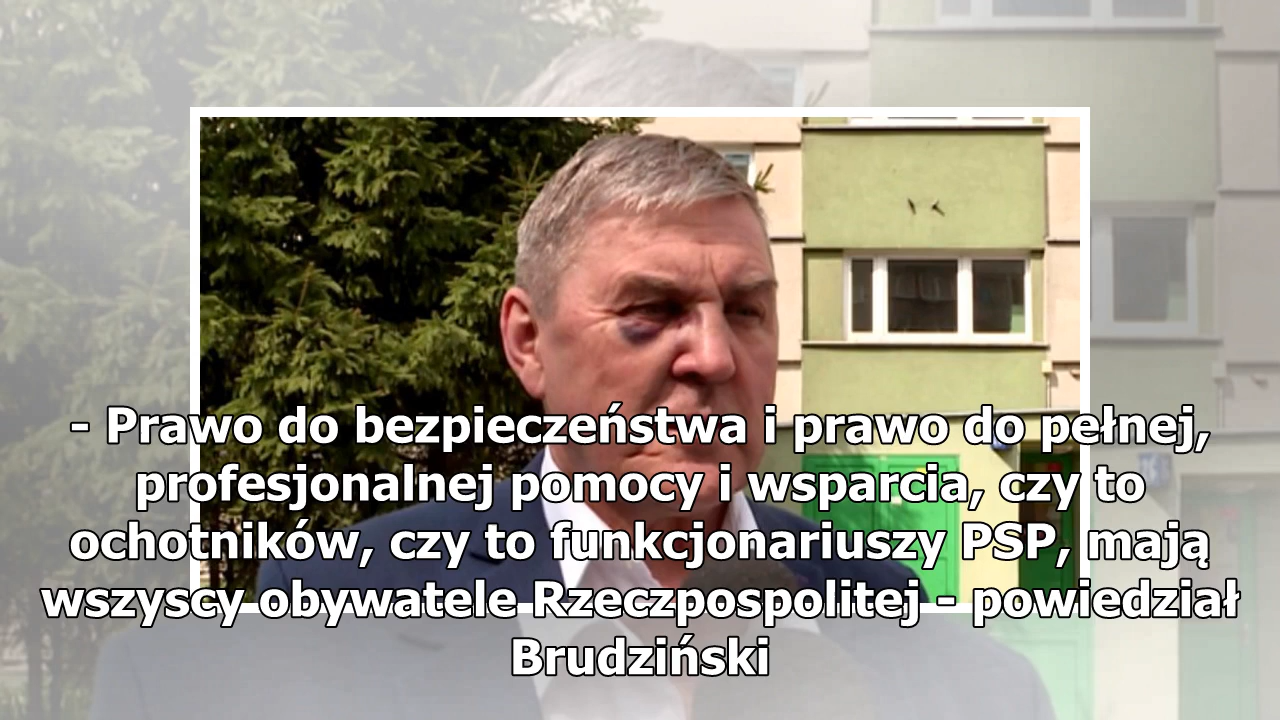 - Prawo do bezpieczeństwa i prawo do pełnej,
profesjonalnej pomocy i wsparcia, czy to
ochotników, czy to funkcjonariuszy PSP, mają
wszyscy obywatele Rzeczpospolitej - powiedział
Brudziński